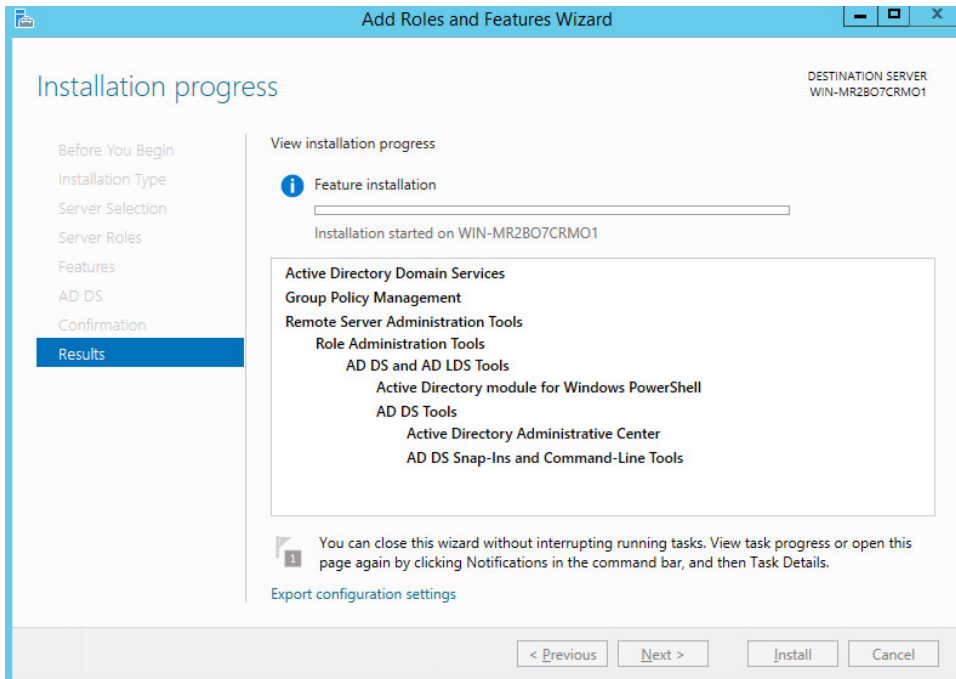 Add Roles and Features Wizard
Installation progress
DESTINATION SERVER
WIN-MR2BO7CRMO1
Before You Begin
Installation Type
Server Selection
Server Roles
Features
AD DS
Confirmation
Results
View installation progress
Feature installation
Installation started on WIN-MR2BO7CRMO1
Active Directory Domain Services
Group Policy Management
Remote Server Administration Tools
Role Administration Tools
AD DS and AD LDS Tools
Active Directory module for Windows PowerShell
AD DS Tools
Active Directory Administrative Center
AD DS Snap-Ins and Command-Line Tools
1
You can close this wizard without interrupting running tasks. View task progress or open this
page again by clicking Notifications in the command bar, and then Task Details.
Export configuration settings
< Previous
Next >
Install
Cancel